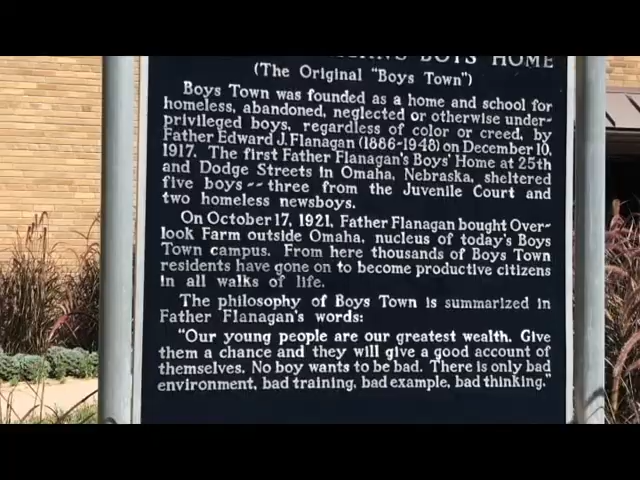 BOYS HOME
(The Original "Boys Town")
Boys Town was founded as a home and school for
homeless, abandoned, neglected or otherwise under-
privileged boys, regardless of color or creed, by
Father Edward J. Flanagan (1886-1948) on December 10,
1917. The first Father Flanagan's Boys' Home at 25th
and Dodge Streets in Omaha, Nebraska, sheltered
five boys -- three from the Juvenile Court and
two homeless newsboys.
On October 17, 1921, Father Flanagan bought Over-
look Farm outside Omaha, nucleus of today's Boys
Town campus. From here thousands of Boys Town
residents have gone on to become productive citizens
in all walks of life.
The philosophy of Boys Town is summarized in
Father Flanagan's words:
"Our young people are our greatest wealth. Give
them a chance and they will give a good account of
themselves. No boy wants to be bad. There is only bad
environment, bad training, bad example, bad thinking."